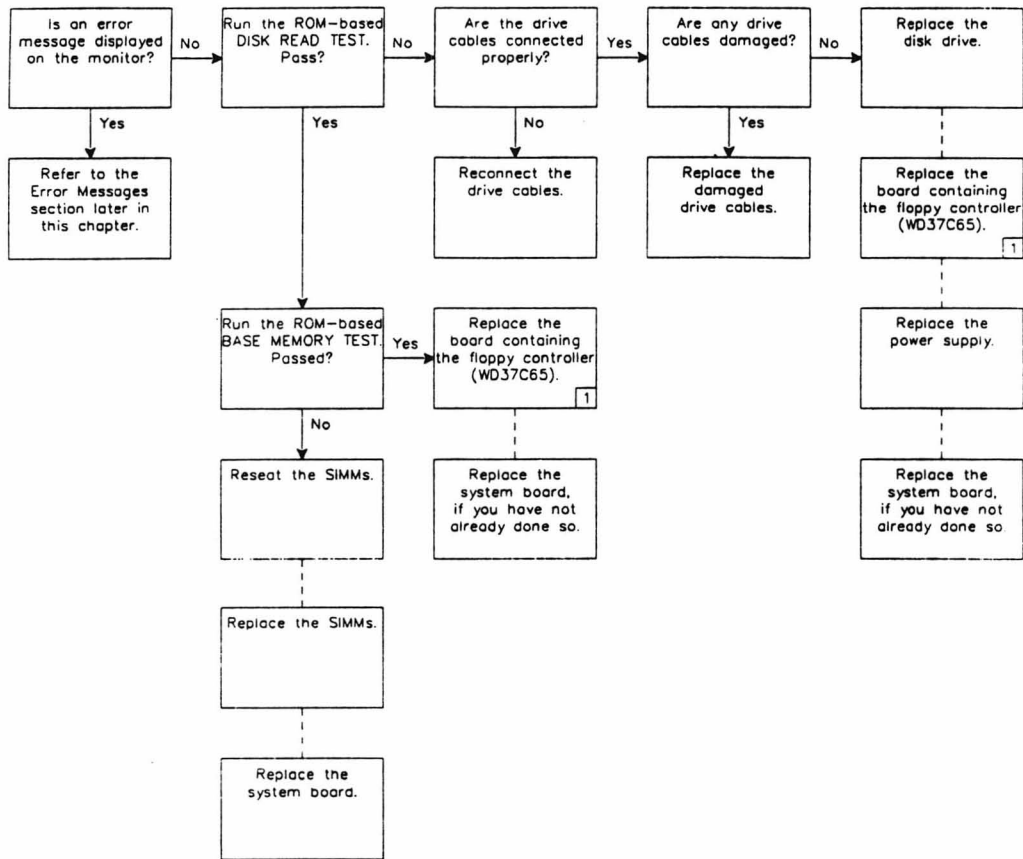 Is an error
message displayed
on the monitor?
No
Run the ROM-based
DISK READ TEST.
Pass?
No
Are the drive
cables connected
properly?
Yes
Are any drive
cables damaged?
No
Replace the
disk drive.
Yes
Yes
No
Yes
Refer to the
Error Messages
section later in
this chapter.
Reconnect the
drive cables.
Replace the
damaged
drive cables.
Replace the
board containing
the floppy controller
(WD37C65).
1
Run the ROM-based
BASE MEMORY TEST.
Passed?
Yes
Replace the
board containing
the floppy controller
(WD37C65).
1
Replace the
power supply.
No
Reseat the SIMMs.
Replace the
system board,
if you have not
already done so.
Replace the
system board,
if you have not
already done so
Replace the SIMMs.
Replace the
system board.